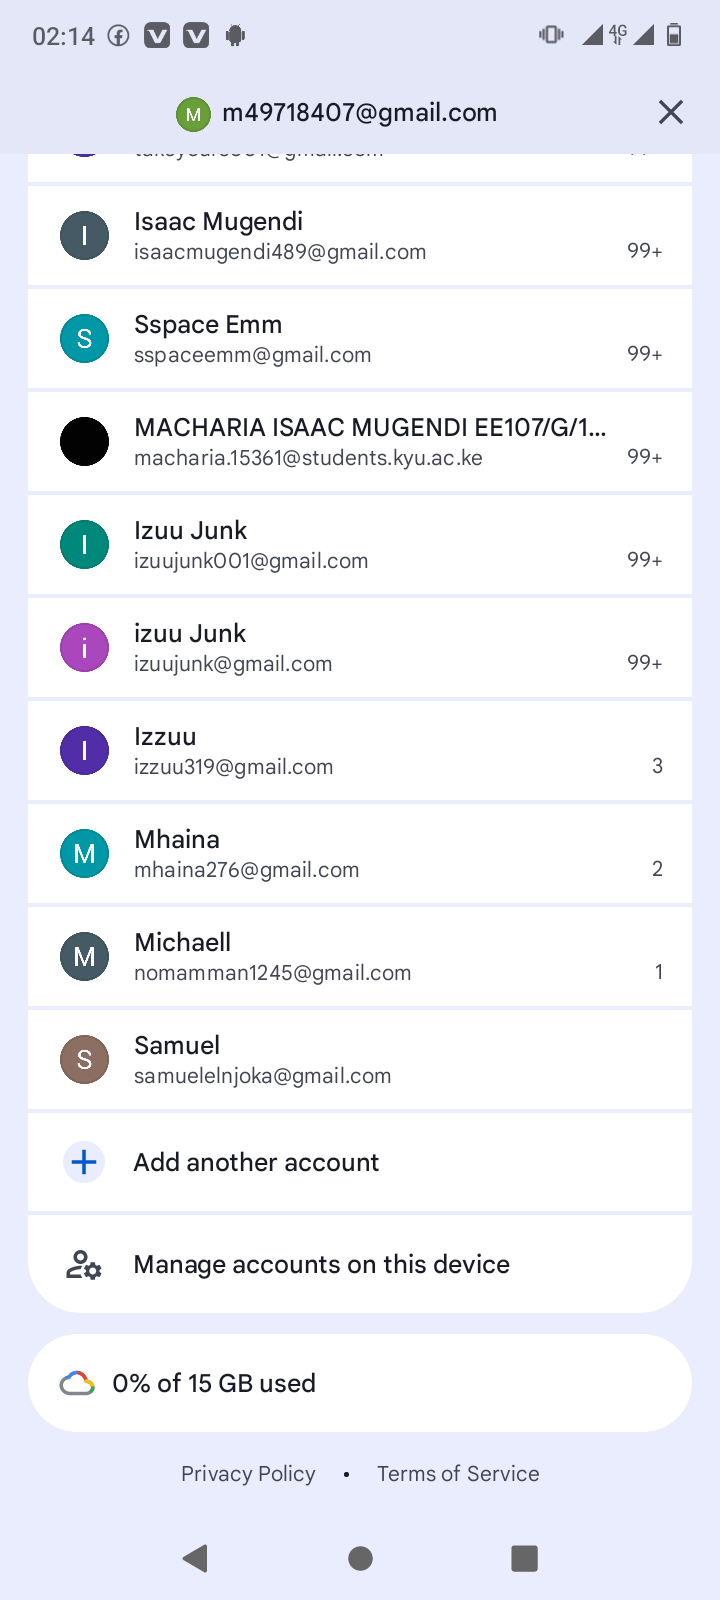 02:14
4G
M
m49718407@gmail.com
I
Isaac Mugendi
isaacmugendi489@gmail.com
99+
S
Sspace Emm
sspaceemm@gmail.com
99+
MACHARIA ISAAC MUGENDI EE107/G/1...
macharia.15361@students.kyu.ac.ke
99+
I
Izuu Junk
izuujunk001@gmail.com
99+
i
izuu Junk
izuujunk@gmail.com
99+
I
Izzuu
izzuu319@gmail.com
3
M
Mhaina
mhaina276@gmail.com
2
M
Michaell
nomamman1245@gmail.com
1
S
Samuel
samuelelnjoka@gmail.com
Add another account
Manage accounts on this device
0% of 15 GB used
Privacy Policy • Terms of Service